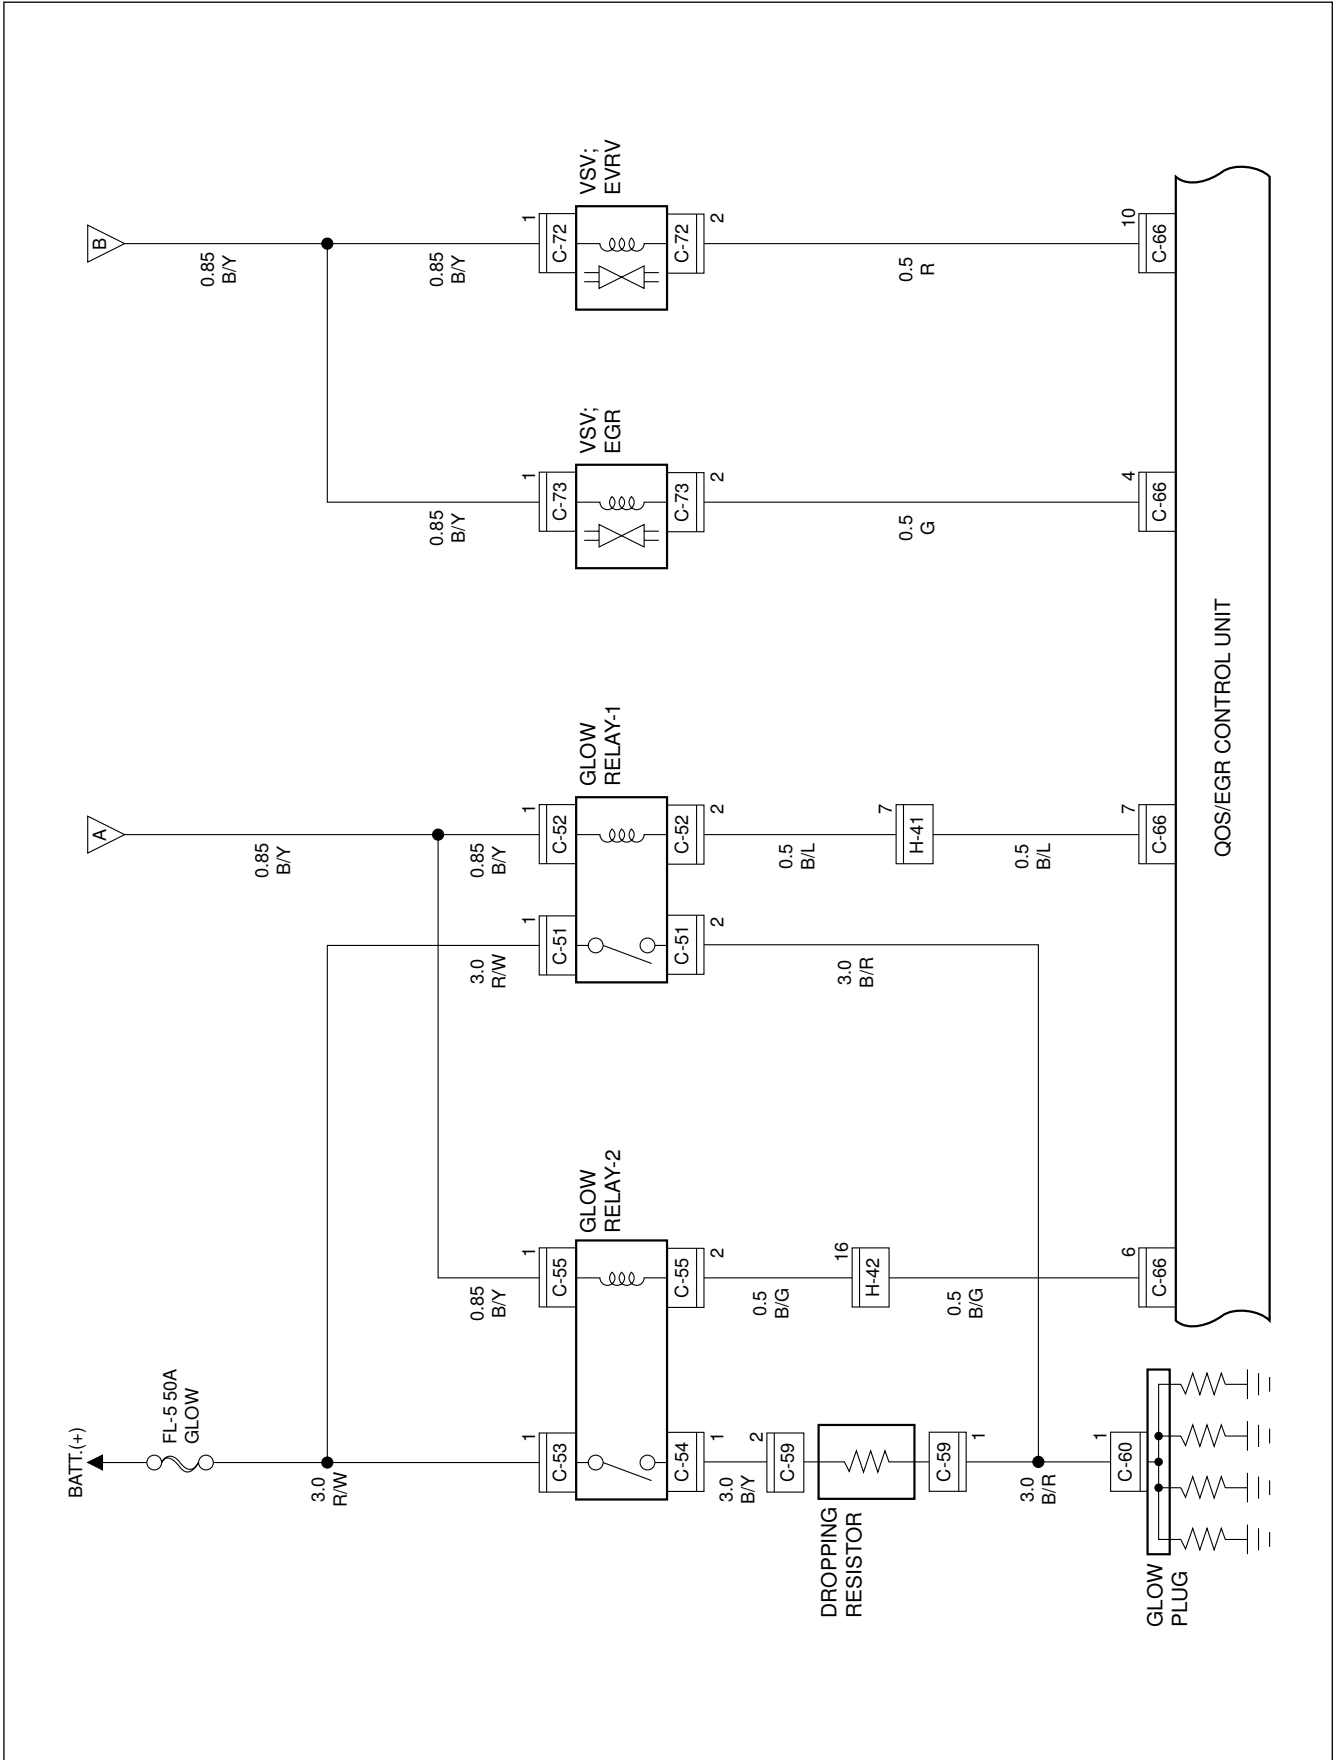 BATT.(+)
FL-5 50A
GLOW
3.0
R/W
A
0.85
B/Y
B
0.85
B/Y
0.85
B/Y
3.0
R/W
0.85
B/Y
0.85
B/Y
0.85
B/Y
1
C-53
1
C-55
1
C-51
1
C-52
1
C-73
1
C-72
GLOW
RELAY-2
GLOW
RELAY-1
VSV;
EGR
VSV;
EVRV
C-54
1
C-55
2
C-51
2
C-52
2
C-73
2
C-72
2
3.0
B/Y
0.5
B/G
3.0
B/R
0.5
B/L
0.5
G
0.5
R
2
C-59
16
H-42
7
H-41
DROPPING
RESISTOR
C-59
1
0.5
B/G
0.5
B/L
3.0
B/R
1
C-60
6
C-66
7
C-66
4
C-66
10
C-66
GLOW
PLUG
QOS/EGR CONTROL UNIT